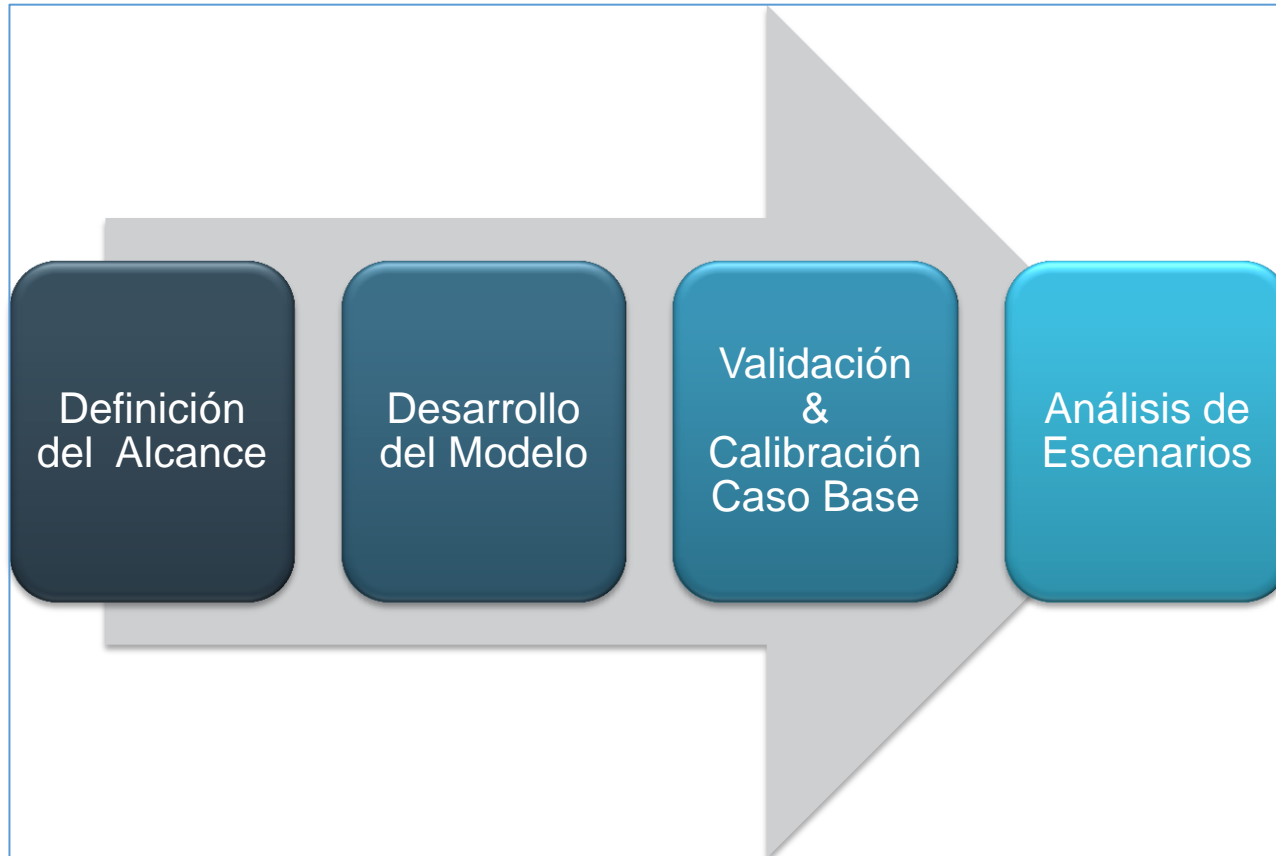 Definición
del  Alcance
Desarrollo
del Modelo
Validación
&
Calibración
Caso Base
Análisis de
Escenarios